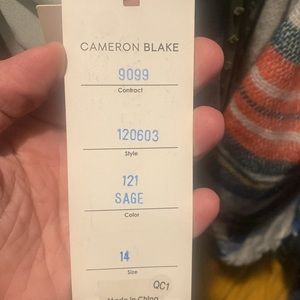 CAMERON BLAKE
9099
Contract
120603
Style
121
SAGE
Color
14
Size
QC1
Made In China